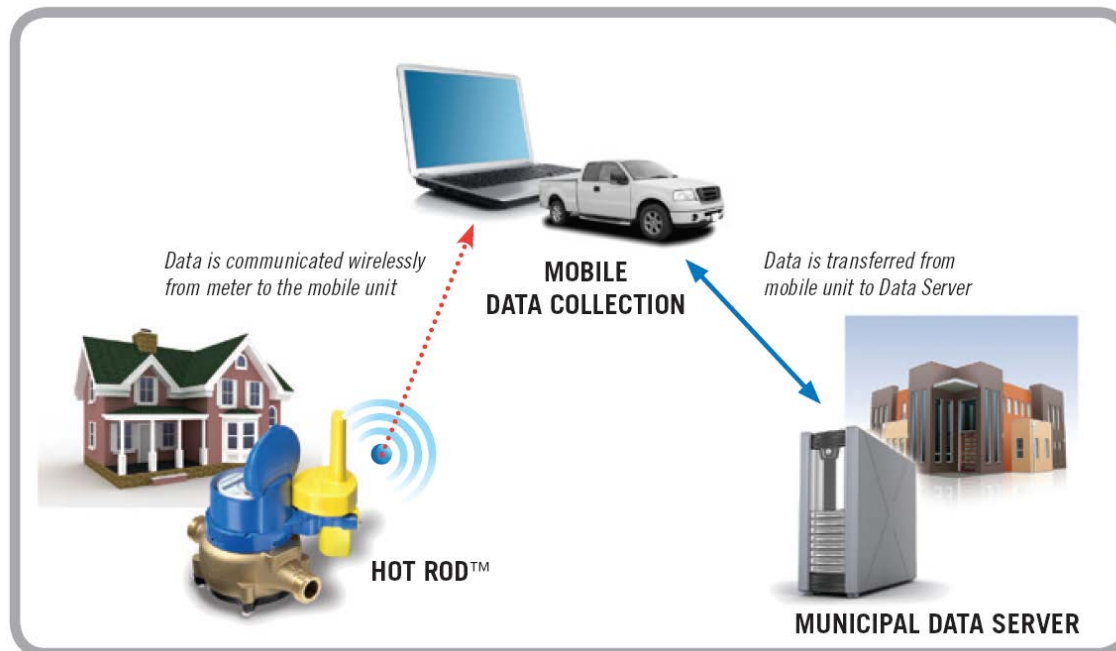 Data is communicated wirelessly
from meter to the mobile unit
MOBILE
DATA COLLECTION
Data is transferred from
mobile unit to Data Server
HOT ROD™
MUNICIPAL DATA SERVER